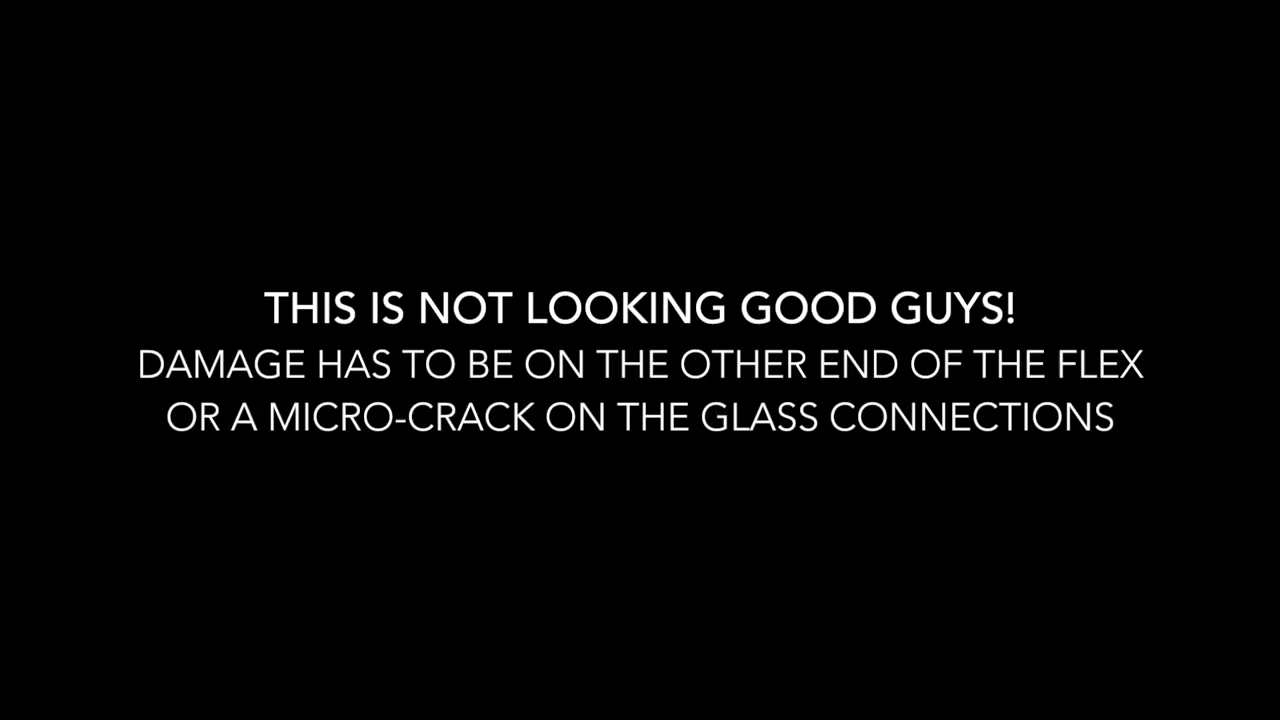 THIS IS NOT LOOKING GOOD GUYS!
DAMAGE HAS TO BE ON THE OTHER END OF THE FLEX
OR A MICRO-CRACK ON THE GLASS CONNECTIONS